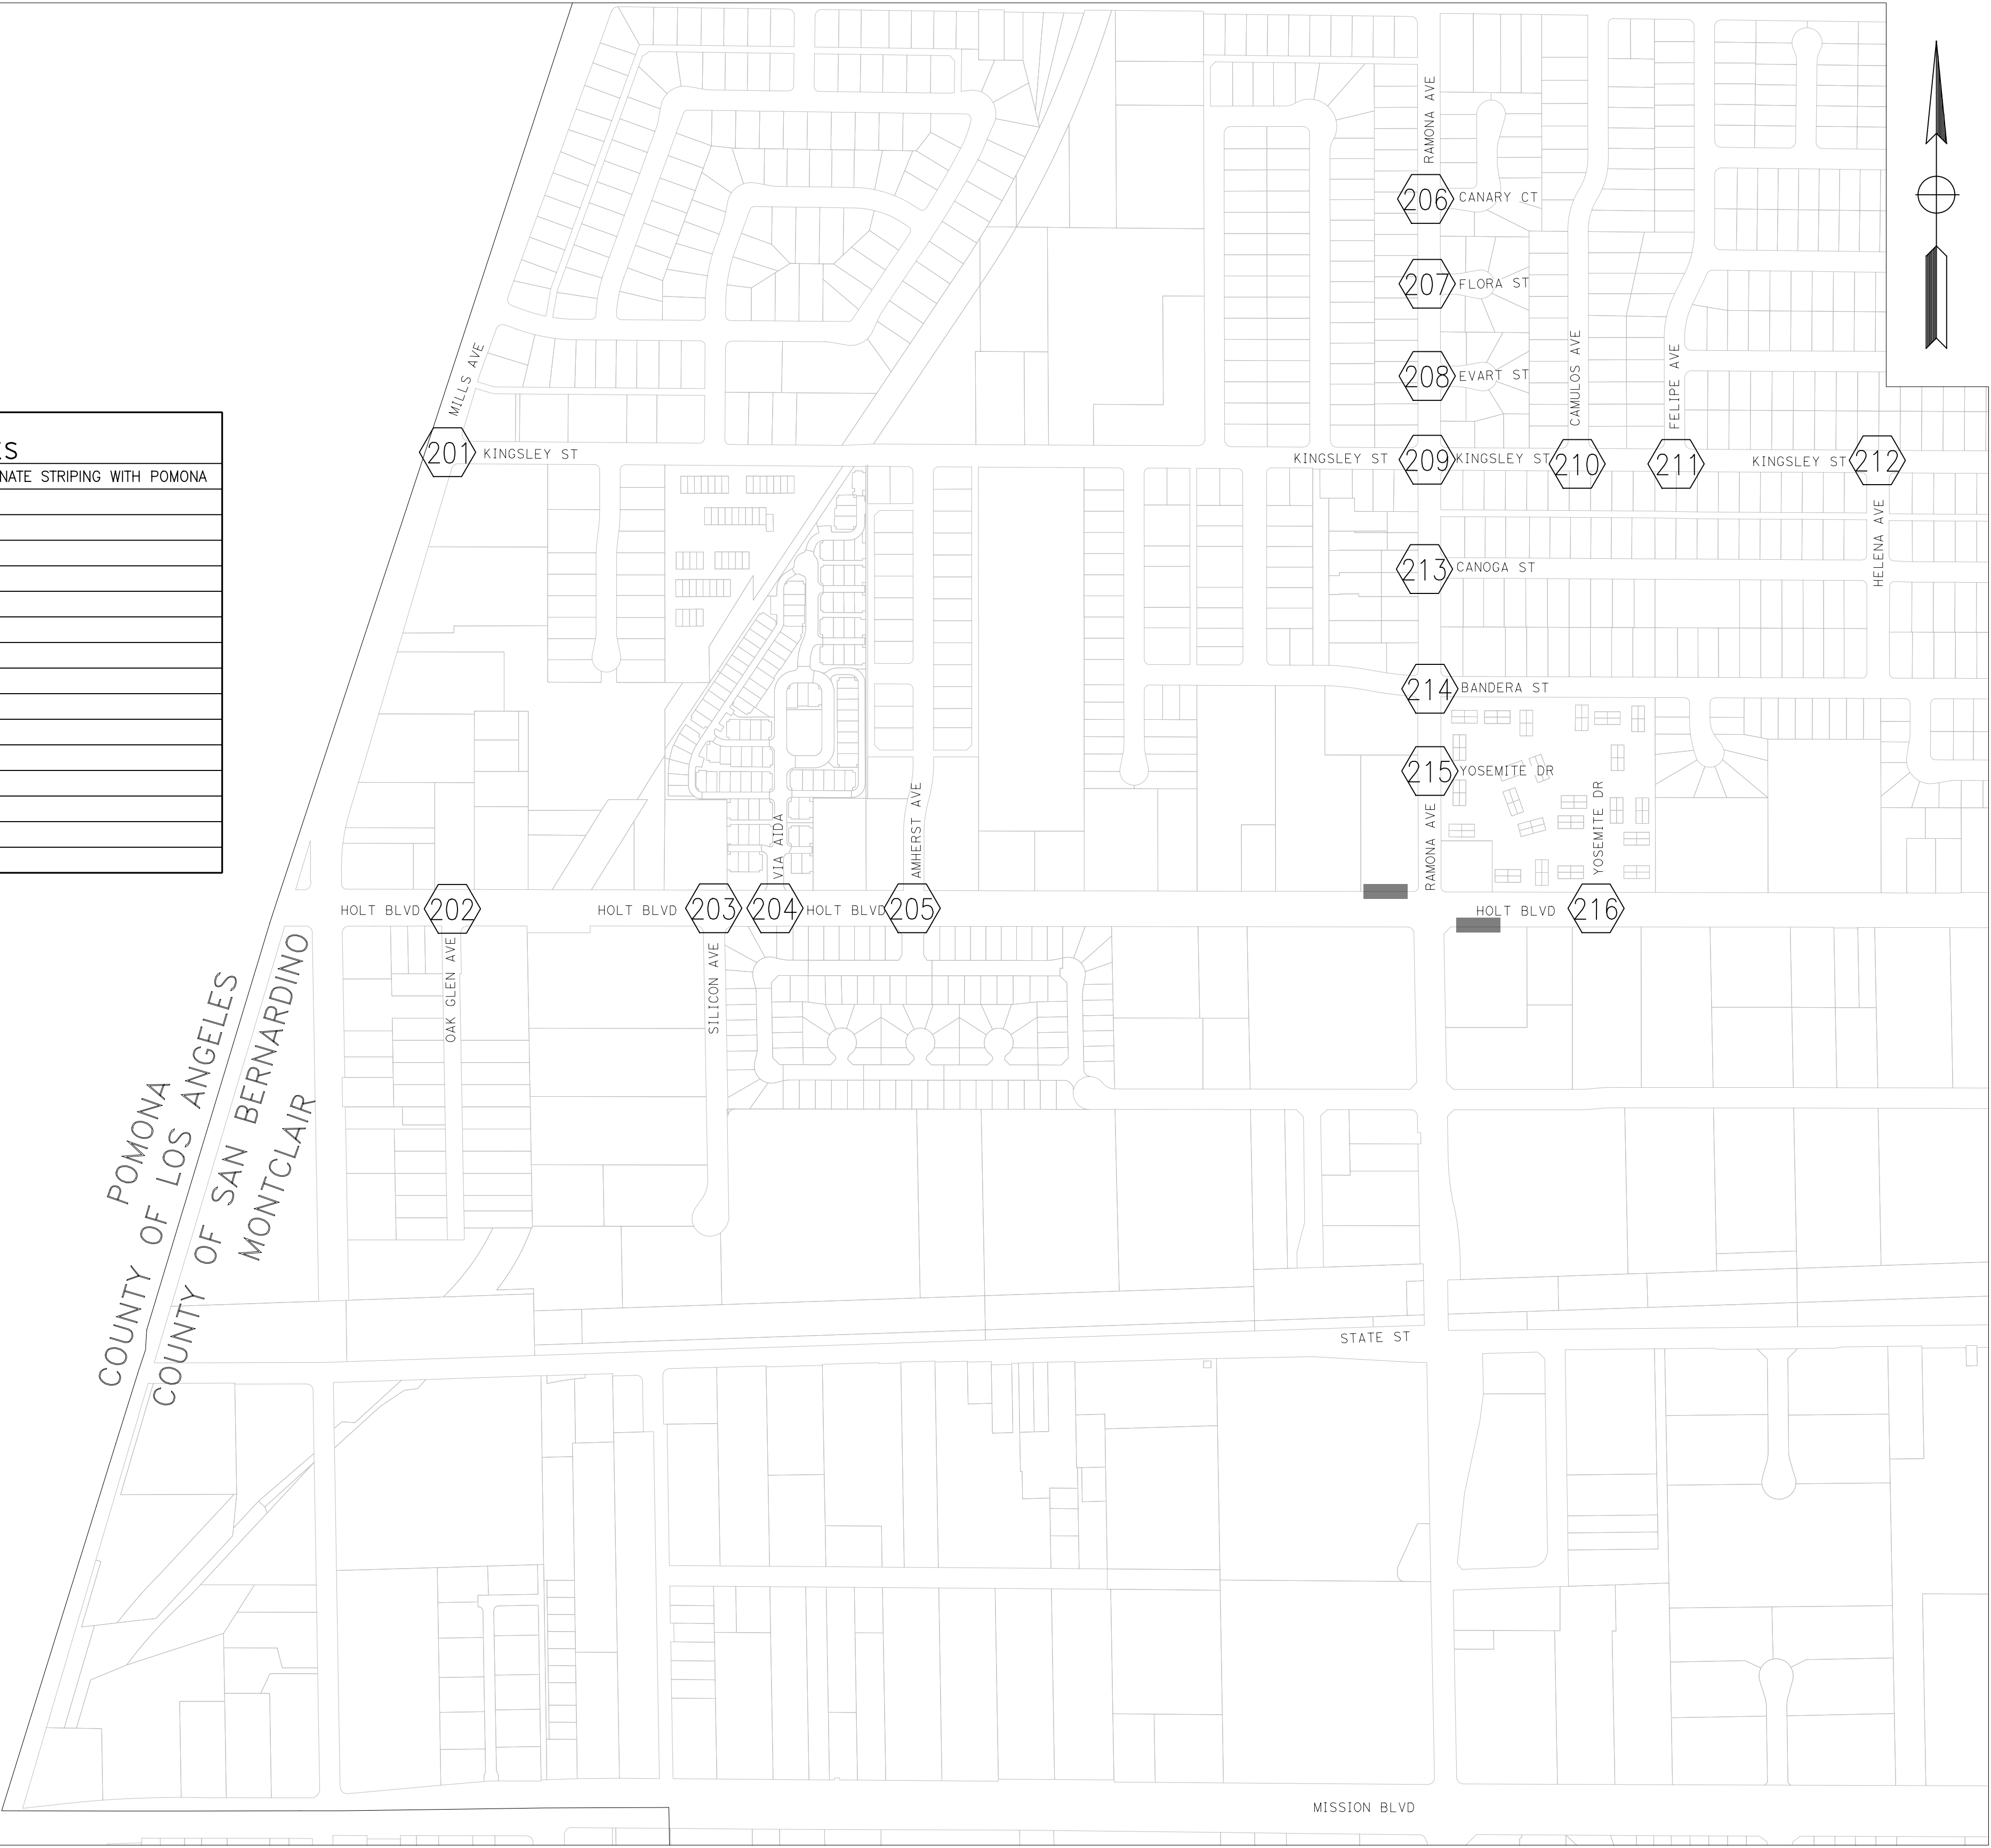 RAMONA AVE
206 CANARY CT
207 FLORA ST
MILLS AVE
CAMULOS AVE
FELIPE AVE
208 EVART ST
NATE STRIPING WITH POMONA
201 KINGSLEY ST
KINGSLEY ST 209 KINGSLEY ST 210 211 KINGSLEY ST 212
HELENA AVE
213 CANOGA ST
214 BANDERA ST
215 YOSEMITE DR
VIA AIDA
AMHERST AVE
RAMONA AVE
YOSEMITE DR
HOLT BLVD 202 HOLT BLVD 203 204 HOLT BLVD 205 HOLT BLVD 216
OAK GLEN AVE
SILICON AVE
POMONA
COUNTY OF LOS ANGELES
COUNTY OF SAN BERNARDINO
MONTCLAIR
STATE ST
MISSION BLVD